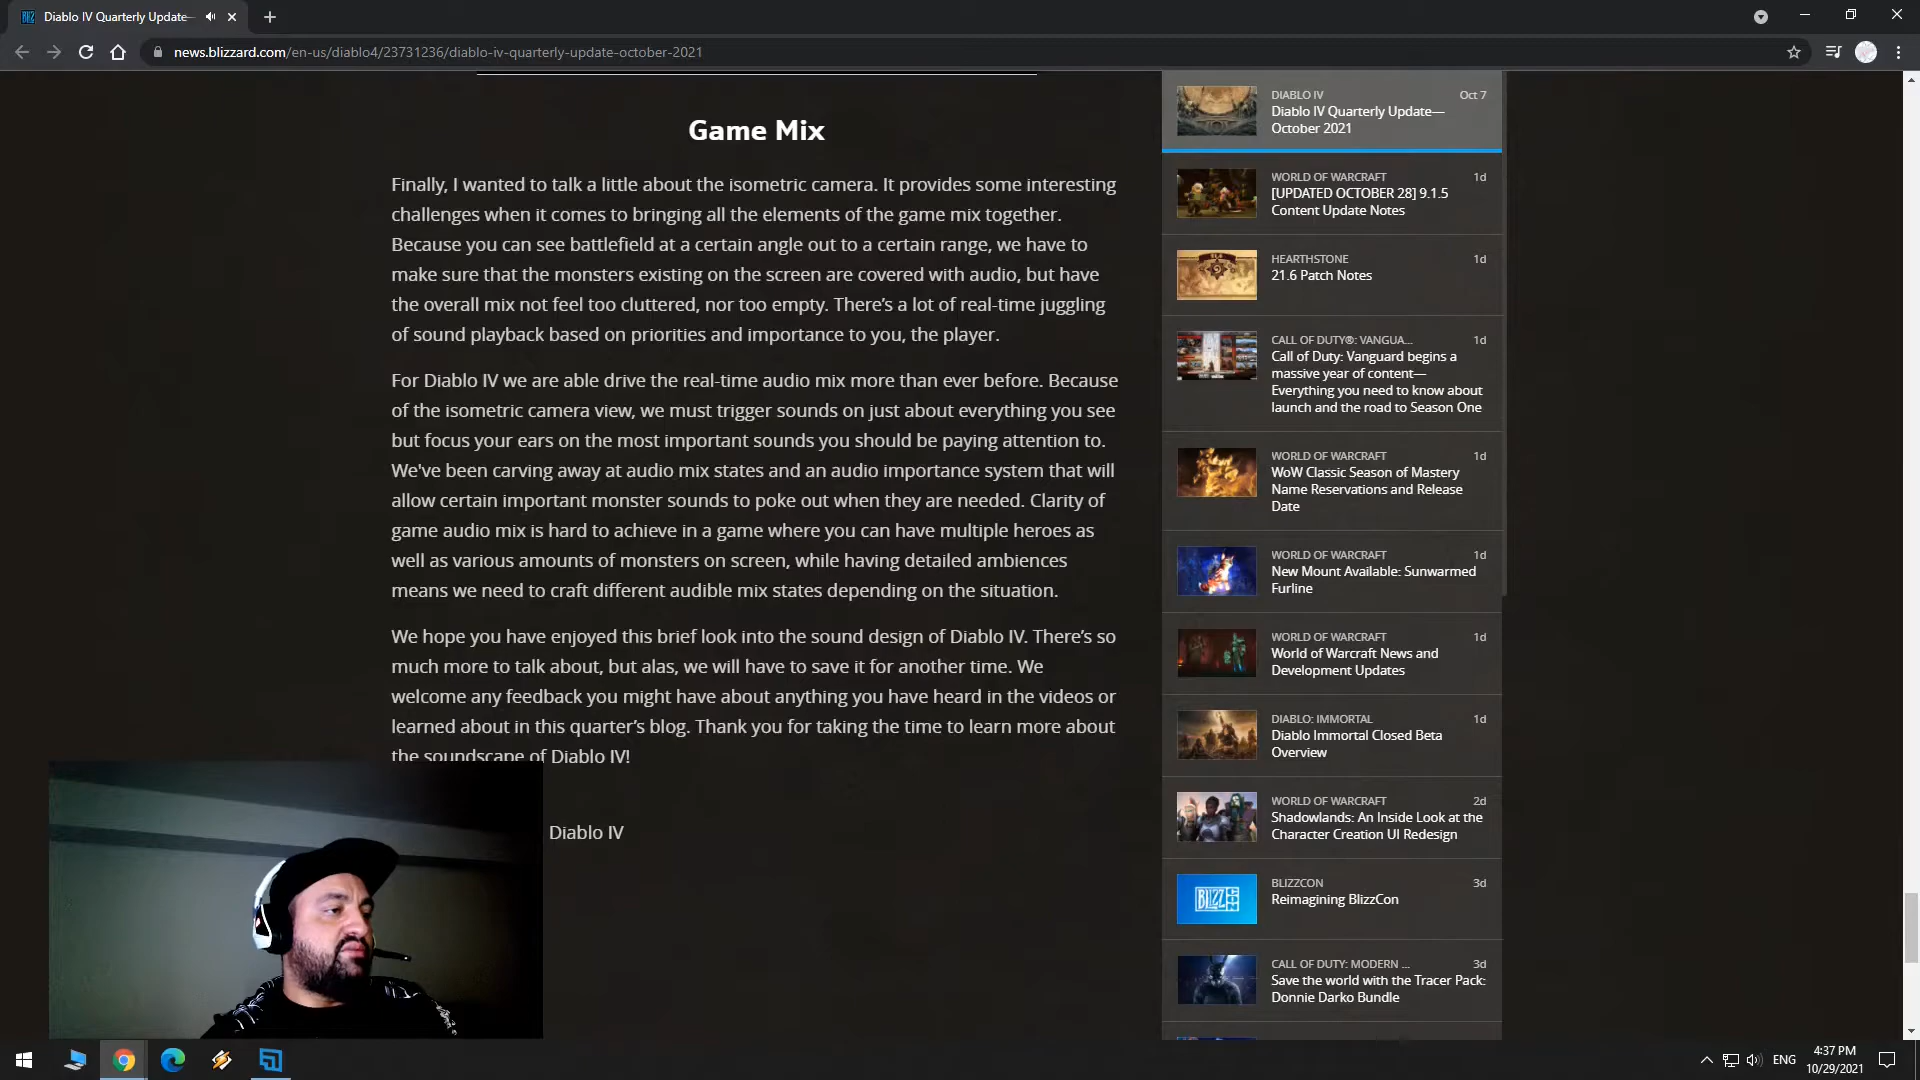 Diablo IV Quarterly Update—
news.blizzard.com/en-us/diablo4/23731236/diablo-iv-quarterly-update-october-2021
Game Mix
Finally, I wanted to talk a little about the isometric camera. It provides some interesting
challenges when it comes to bringing all the elements of the game mix together.
Because you can see battlefield at a certain angle out to a certain range, we have to
make sure that the monsters existing on the screen are covered with audio, but have
the overall mix not feel too cluttered, nor too empty. There’s a lot of real-time juggling
of sound playback based on priorities and importance to you, the player.
For Diablo IV we are able drive the real-time audio mix more than ever before. Because
of the isometric camera view, we must trigger sounds on just about everything you see
but focus your ears on the most important sounds you should be paying attention to.
We've been carving away at audio mix states and an audio importance system that will
allow certain important monster sounds to poke out when they are needed. Clarity of
game audio mix is hard to achieve in a game where you can have multiple heroes as
well as various amounts of monsters on screen, while having detailed ambiences
means we need to craft different audible mix states depending on the situation.
We hope you have enjoyed this brief look into the sound design of Diablo IV. There’s so
much more to talk about, but alas, we will have to save it for another time. We
welcome any feedback you might have about anything you have heard in the videos or
learned about in this quarter’s blog. Thank you for taking the time to learn more about
the soundscape of Diablo IV!
Diablo IV
DIABLO IV Oct 7
Diablo IV Quarterly Update—
October 2021
WORLD OF WARCRAFT 1d
[UPDATED OCTOBER 28] 9.1.5
Content Update Notes
HEARTHSTONE 1d
21.6 Patch Notes
CALL OF DUTY®: VANGUA... 1d
Call of Duty: Vanguard begins a
massive year of content—
Everything you need to know about
launch and the road to Season One
WORLD OF WARCRAFT 1d
WoW Classic Season of Mastery
Name Reservations and Release
Date
WORLD OF WARCRAFT 1d
New Mount Available: Sunwarmed
Furline
WORLD OF WARCRAFT 1d
World of Warcraft News and
Development Updates
DIABLO: IMMORTAL 1d
Diablo Immortal Closed Beta
Overview
WORLD OF WARCRAFT 2d
Shadowlands: An Inside Look at the
Character Creation UI Redesign
BLIZZCON 3d
Reimagining BlizzCon
BLIZZ CON
CALL OF DUTY: MODERN ... 3d
Save the world with the Tracer Pack:
Donnie Darko Bundle
ENG
4:37 PM
10/29/2021